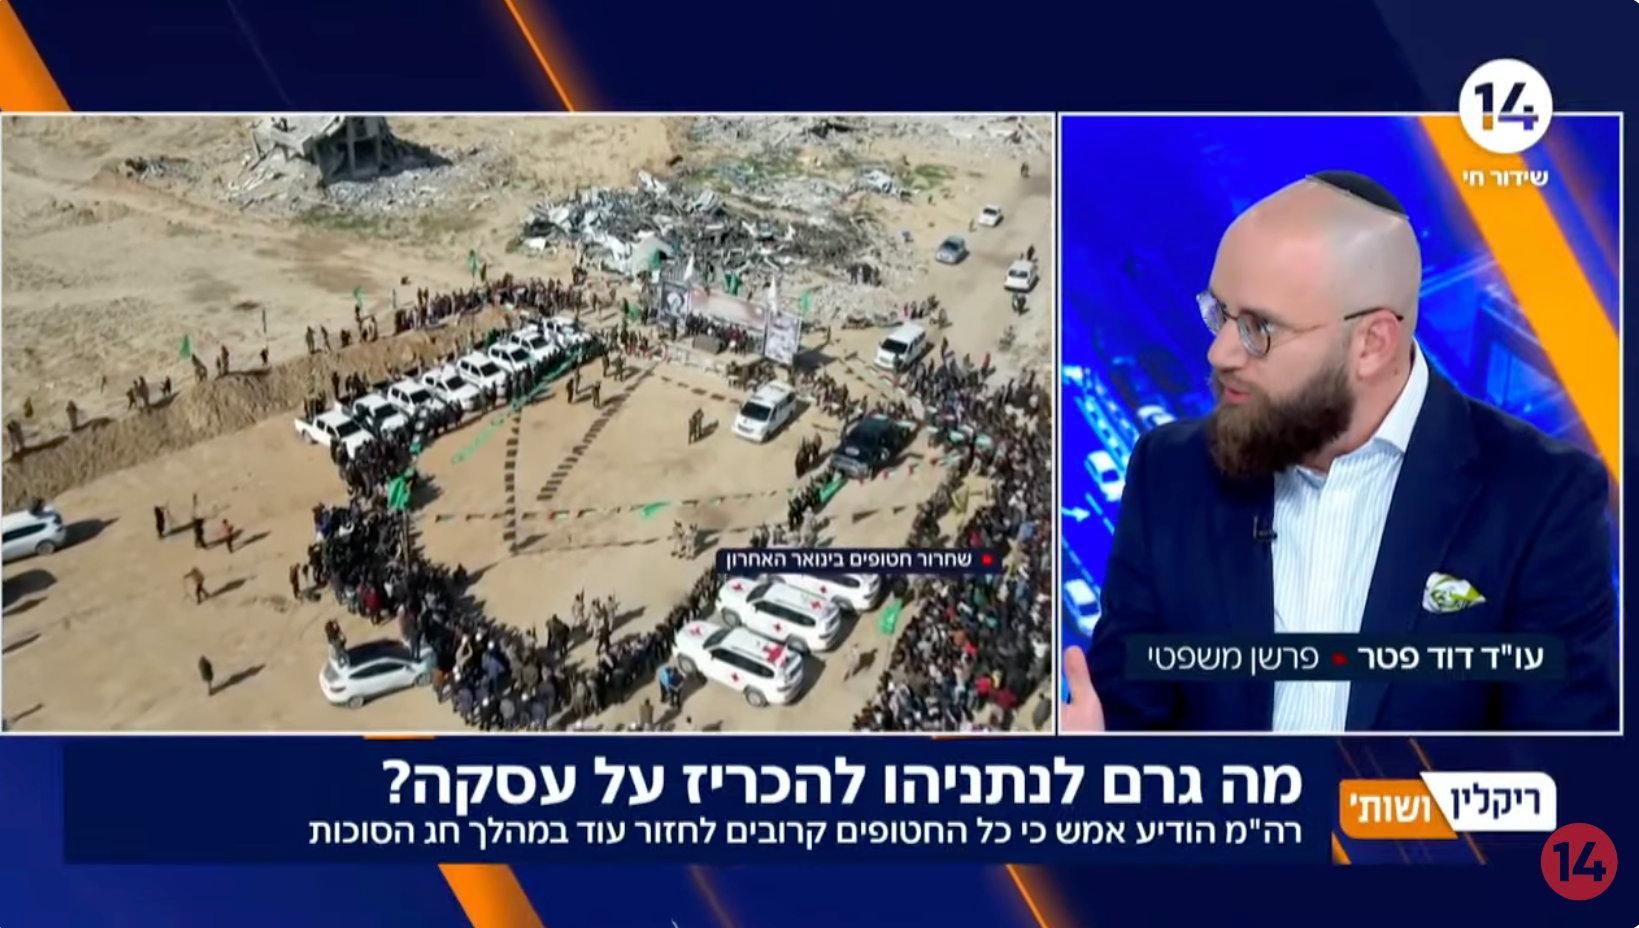 14
שידור חי
שחרור חטופים בינואר האחרון
עו"ד דוד פטר • פרשן משפטי
מה גרם לנתניהו להכריז על עסקה?
רה"מ הודיע אמש כי כל החטופים קרובים לחזור עוד במהלך חג הסוכות
ריקלין
ושות'
14